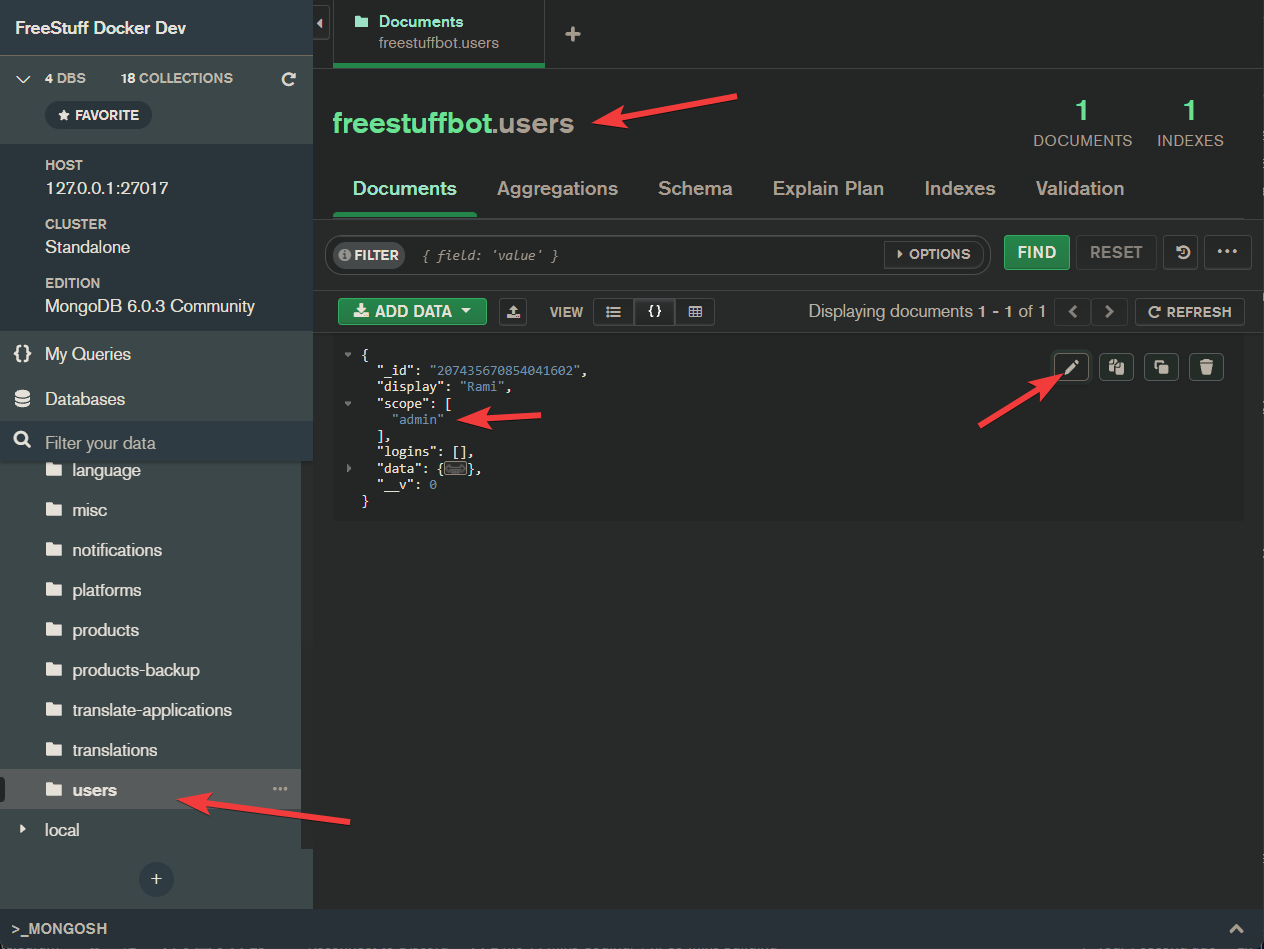 FreeStuff Docker Dev
4 DBS 18 COLLECTIONS
★ FAVORITE
HOST
127.0.0.1:27017
CLUSTER
Standalone
EDITION
MongoDB 6.0.3 Community
{} My Queries
Databases
Filter your data
language
misc
notifications
platforms
products
products-backup
translate-applications
translations
users •••
local
+
Documents
freestuffbot.users
+
freestuffbot.users
1
DOCUMENTS
1
INDEXES
Documents Aggregations Schema Explain Plan Indexes Validation
FILTER { field: 'value' } OPTIONS FIND RESET •••
ADD DATA VIEW {} Displaying documents 1 - 1 of 1 < > REFRESH
{
"_id": "207435670854041602",
"display": "Rami",
"scope": [
"admin"
],
"logins": [],
"data": {},
"__v": 0
}
>_MONGOSH